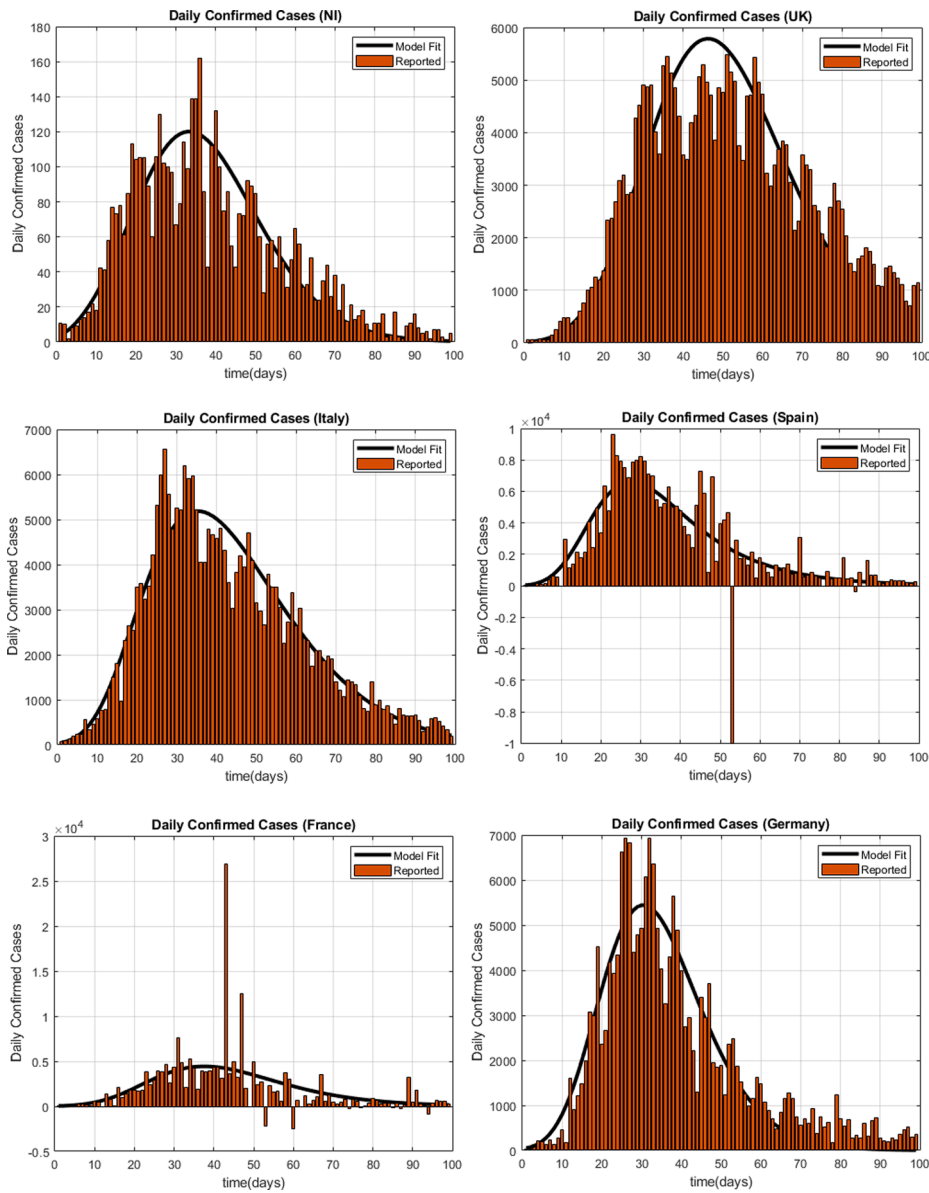 Daily Confirmed Cases (NI)
Daily Confirmed Cases
180
160
140
120
100
80
60
40
20
0
Model Fit
Reported
0 10 20 30 40 50 60 70 80 90 100
time(days)
Daily Confirmed Cases (UK)
Daily Confirmed Cases
6000
5000
4000
3000
2000
1000
0
Model Fit
Reported
0 10 20 30 40 50 60 70 80 90 100
time(days)
Daily Confirmed Cases (Italy)
Daily Confirmed Cases
7000
6000
5000
4000
3000
2000
1000
0
Model Fit
Reported
0 10 20 30 40 50 60 70 80 90 100
time(days)
Daily Confirmed Cases (Spain)
× 10⁴
Daily Confirmed Cases
1
0.8
0.6
0.4
0.2
0
-0.2
-0.4
-0.6
-0.8
-1
Model Fit
Reported
0 10 20 30 40 50 60 70 80 90 100
time(days)
Daily Confirmed Cases (France)
× 10⁴
Daily Confirmed Cases
3
2.5
2
1.5
1
0.5
0
-0.5
Model Fit
Reported
0 10 20 30 40 50 60 70 80 90 100
time(days)
Daily Confirmed Cases (Germany)
Daily Confirmed Cases
7000
6000
5000
4000
3000
2000
1000
0
Model Fit
Reported
0 10 20 30 40 50 60 70 80 90 100
time(days)